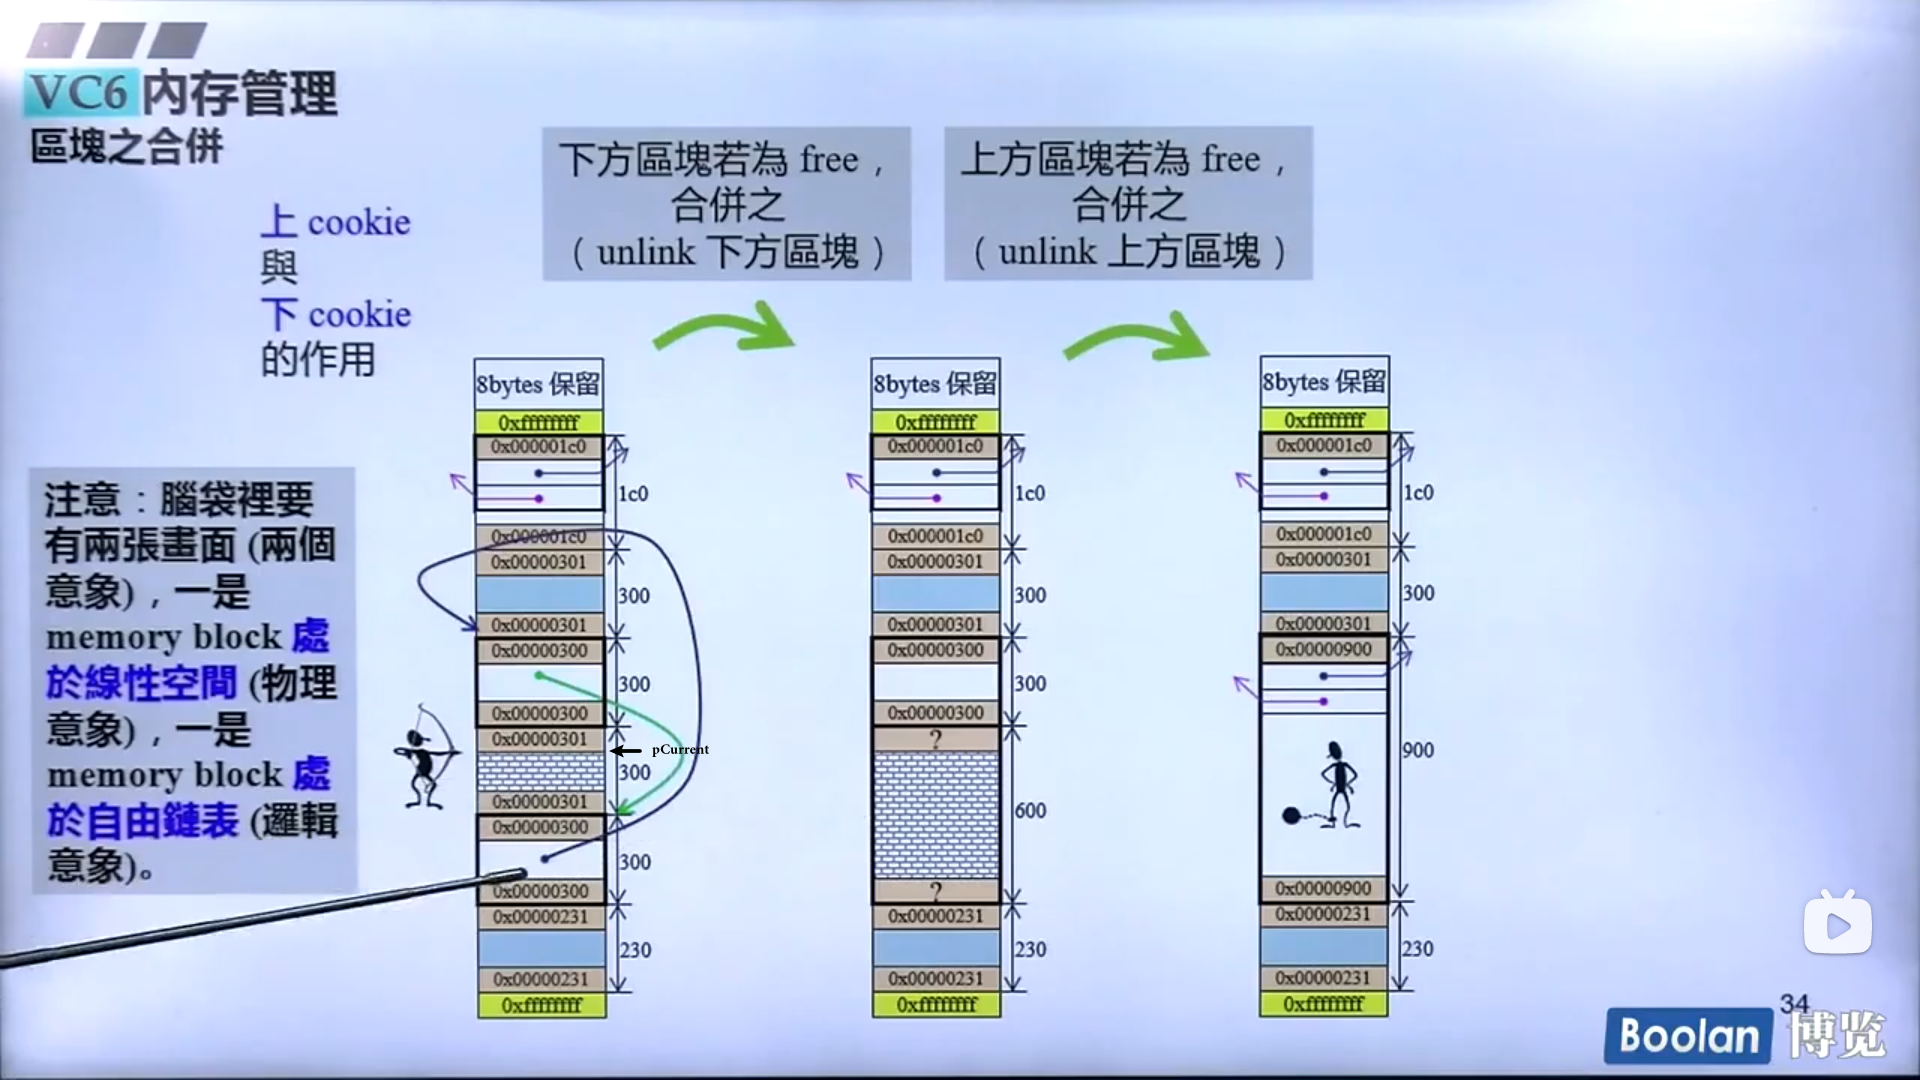 VC6 內存管理
區塊之合併
上 cookie
與
下 cookie
的作用
下方區塊若為 free，
合併之
（unlink 下方區塊）
上方區塊若為 free，
合併之
（unlink 上方區塊）
注意：腦袋裡要
有兩張畫面 (兩個
意象)，一是
memory block 處
於線性空間 (物理
意象)，一是
memory block 處
於自由鏈表 (邏輯
意象)。
8bytes 保留
0xffffffff
0x000001c0
1c0
0x000001c0
0x00000301
300
0x00000301
0x00000300
300
0x00000300
0x00000301
pCurrent
300
0x00000301
0x00000300
300
0x00000300
0x00000231
230
0x00000231
0xffffffff
8bytes 保留
0xffffffff
0x000001c0
1c0
0x000001c0
0x00000301
300
0x00000301
0x00000300
300
0x00000300
?
600
?
0x00000231
230
0x00000231
0xffffffff
8bytes 保留
0xffffffff
0x000001c0
1c0
0x000001c0
0x00000301
300
0x00000301
0x00000900
900
0x00000900
0x00000231
230
0x00000231
0xffffffff
34
Boolan 博览